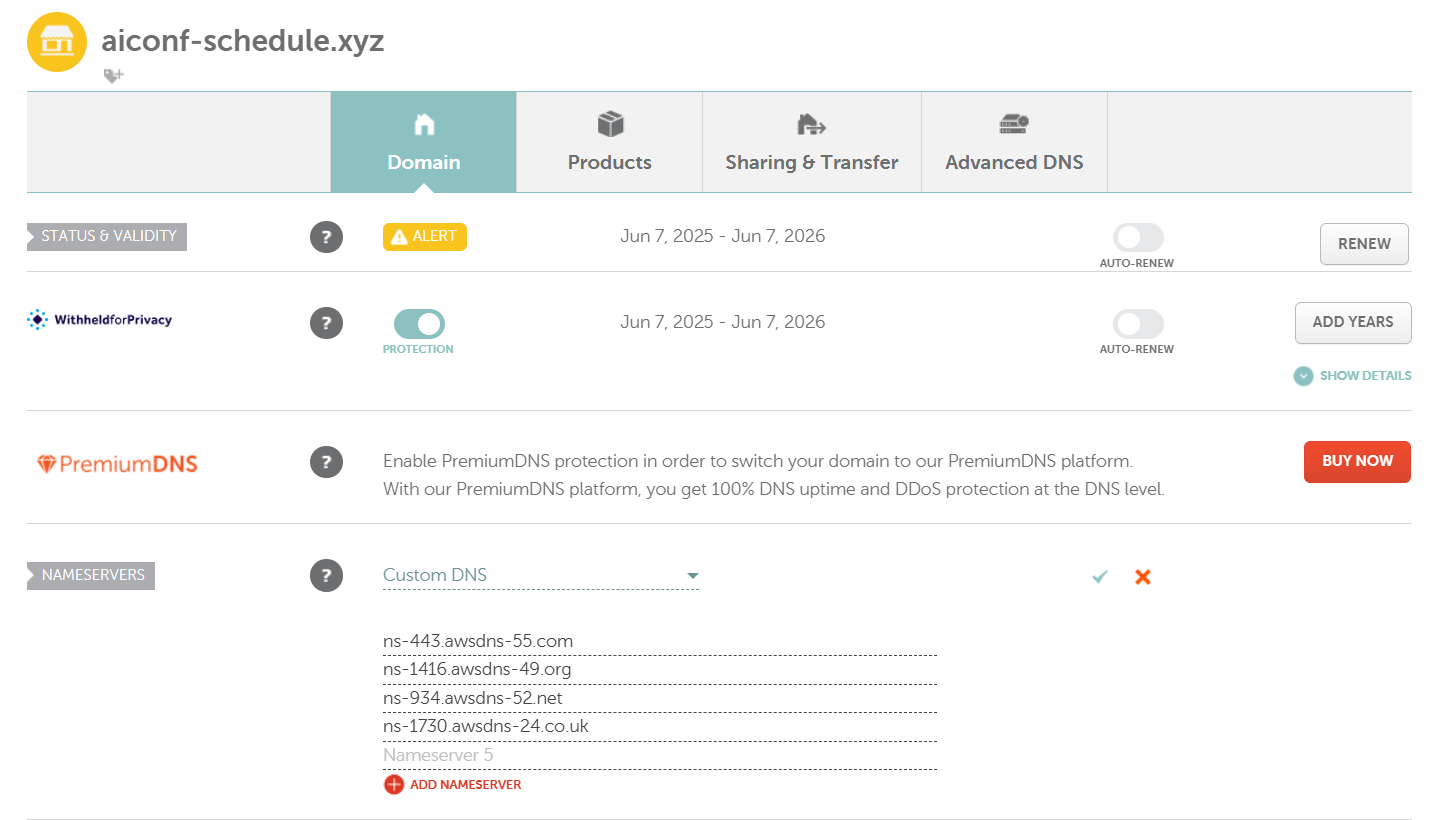 aiconf-schedule.xyz
Domain
Products
Sharing & Transfer
Advanced DNS
STATUS & VALIDITY
?
ALERT
Jun 7, 2025 - Jun 7, 2026
AUTO-RENEW
RENEW
WithheldforPrivacy
?
PROTECTION
Jun 7, 2025 - Jun 7, 2026
AUTO-RENEW
ADD YEARS
SHOW DETAILS
PremiumDNS
?
Enable PremiumDNS protection in order to switch your domain to our PremiumDNS platform.
With our PremiumDNS platform, you get 100% DNS uptime and DDoS protection at the DNS level.
BUY NOW
NAMESERVERS
?
Custom DNS
ns-443.awsdns-55.com
ns-1416.awsdns-49.org
ns-934.awsdns-52.net
ns-1730.awsdns-24.co.uk
Nameserver 5
ADD NAMESERVER